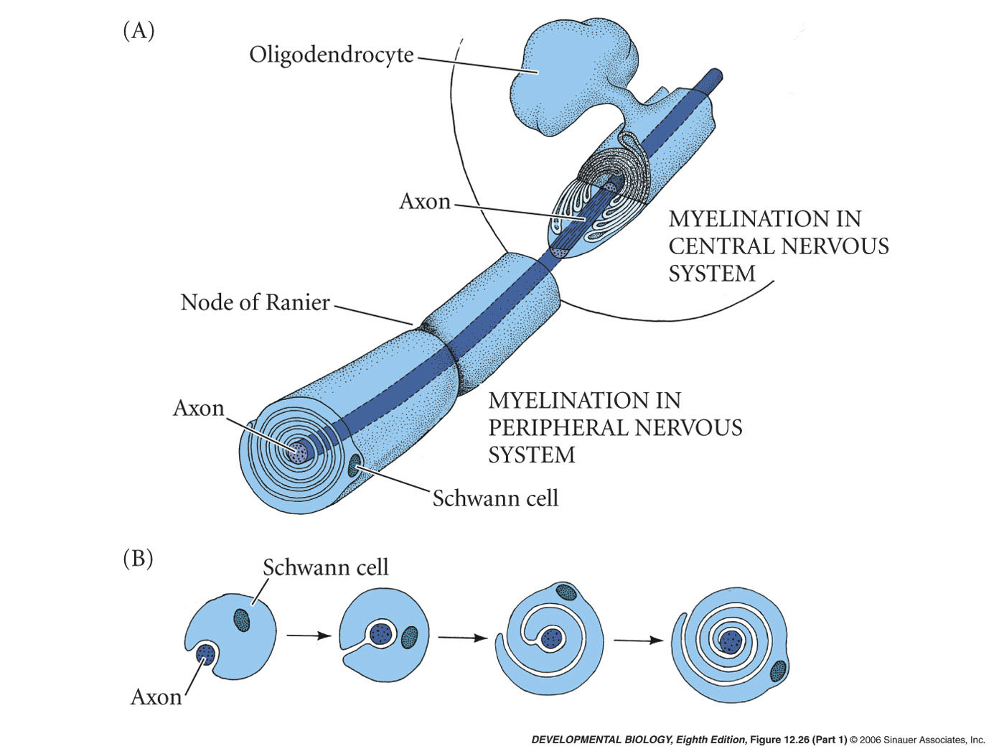 (A)
Oligodendrocyte
Axon
MYELINATION IN
CENTRAL NERVOUS
SYSTEM
Node of Ranier
Axon
MYELINATION IN
PERIPHERAL NERVOUS
SYSTEM
Schwann cell
(B)
Schwann cell
Axon
DEVELOPMENTAL BIOLOGY, Eighth Edition, Figure 12.26 (Part 1) © 2006 Sinauer Associates, Inc.